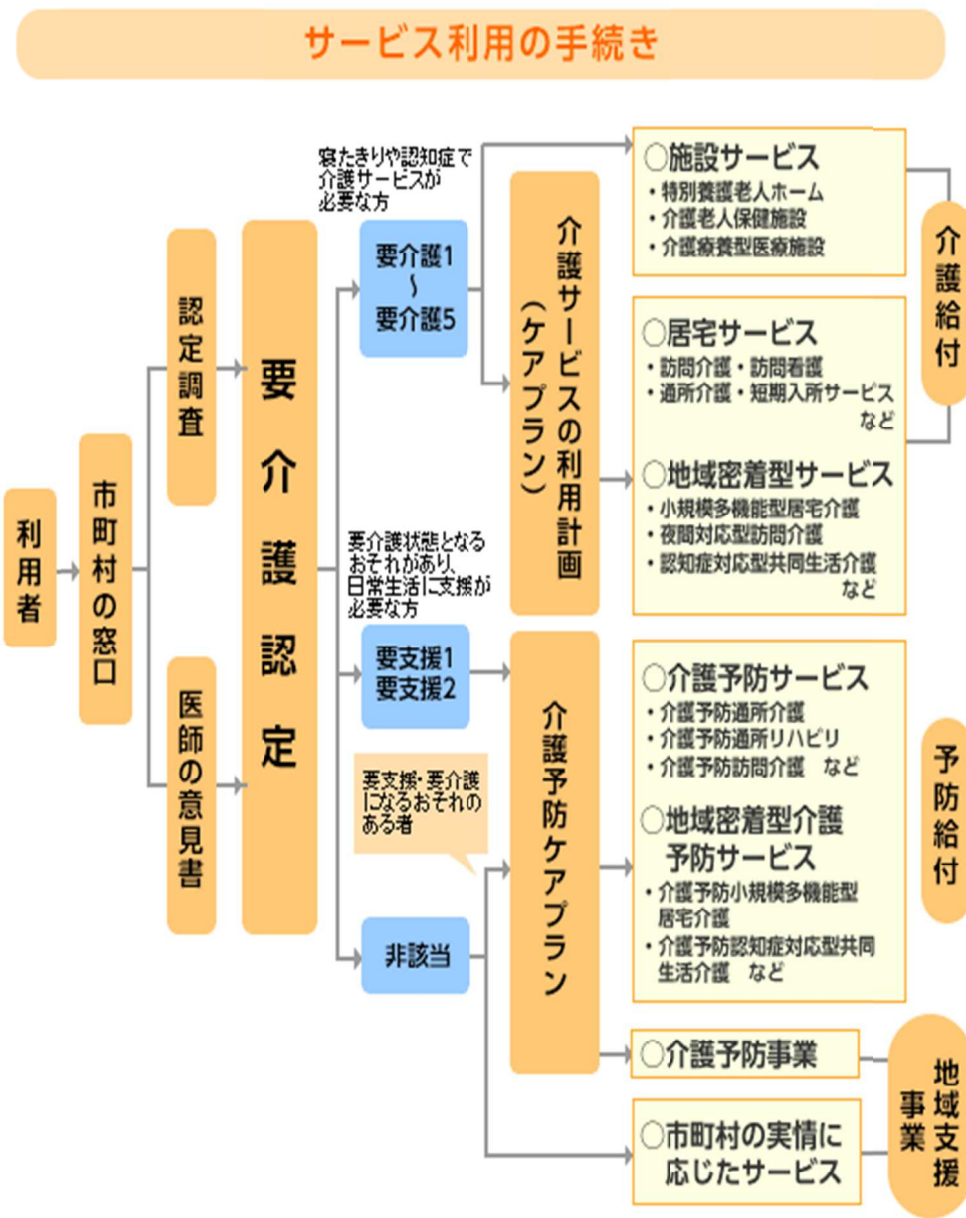 サービス利用の手続き
利用者
市町村の窓口
認定調査
医師の意見書
要介護認定
寝たきりや認知症で
介護サービスが
必要な方
要介護1
〜
要介護5
要介護状態となる
おそれがあり、
日常生活に支援が
必要な方
要支援1
要支援2
要支援・要介護
になるおそれの
ある者
非該当
介護サービスの利用計画
(ケアプラン)
介護予防ケアプラン
○施設サービス
・特別養護老人ホーム
・介護老人保健施設
・介護療養型医療施設
○居宅サービス
・訪問介護・訪問看護
・通所介護・短期入所サービス
など
○地域密着型サービス
・小規模多機能型居宅介護
・夜間対応型訪問介護
・認知症対応型共同生活介護
など
○介護予防サービス
・介護予防通所介護
・介護予防通所リハビリ
・介護予防訪問介護 など
○地域密着型介護
予防サービス
・介護予防小規模多機能型
居宅介護
・介護予防認知症対応型共同
生活介護 など
○介護予防事業
○市町村の実情に
応じたサービス
介護給付
予防給付
地域支援
事業